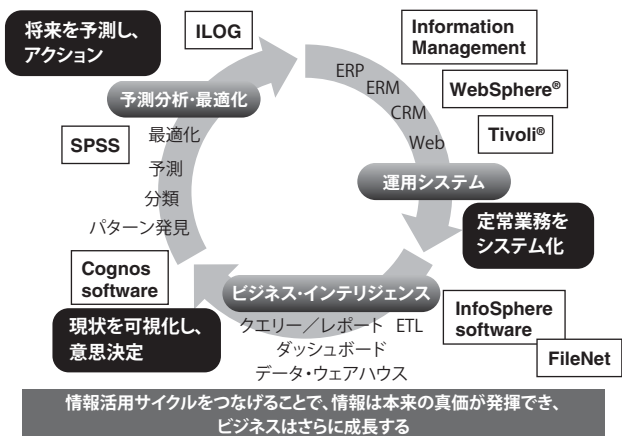 将来を予測し、
アクション
ILOG
Information
Management
ERP
ERM
CRM
Web
WebSphere®
Tivoli®
予測分析・最適化
SPSS
最適化
予測
分類
パターン発見
運用システム
定常業務を
システム化
Cognos
software
ビジネス・インテリジェンス
現状を可視化し、
意思決定
クエリー／レポート ETL
ダッシュボード
データ・ウェアハウス
InfoSphere
software
FileNet
情報活用サイクルをつなげることで、情報は本来の真価が発揮でき、
ビジネスはさらに成長する